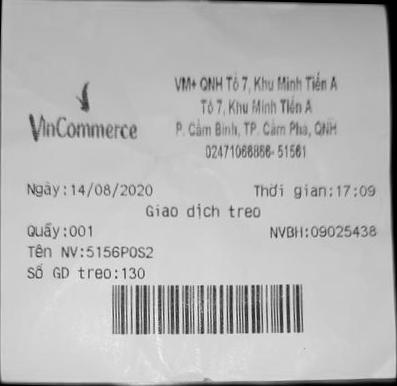 VinCommerce
VM+ QNH Tổ 7, Khu Minh Tiến A
Tổ 7, Khu Minh Tiến A
P. Cẩm Bình, TP. Cẩm Phả, QNH
02471066866- 51561
Ngày:14/08/2020 Thời gian:17:09
Giao dịch treo
Quầy:001 NVBH:09025438
Tên NV:5156POS2
Số GD treo:130